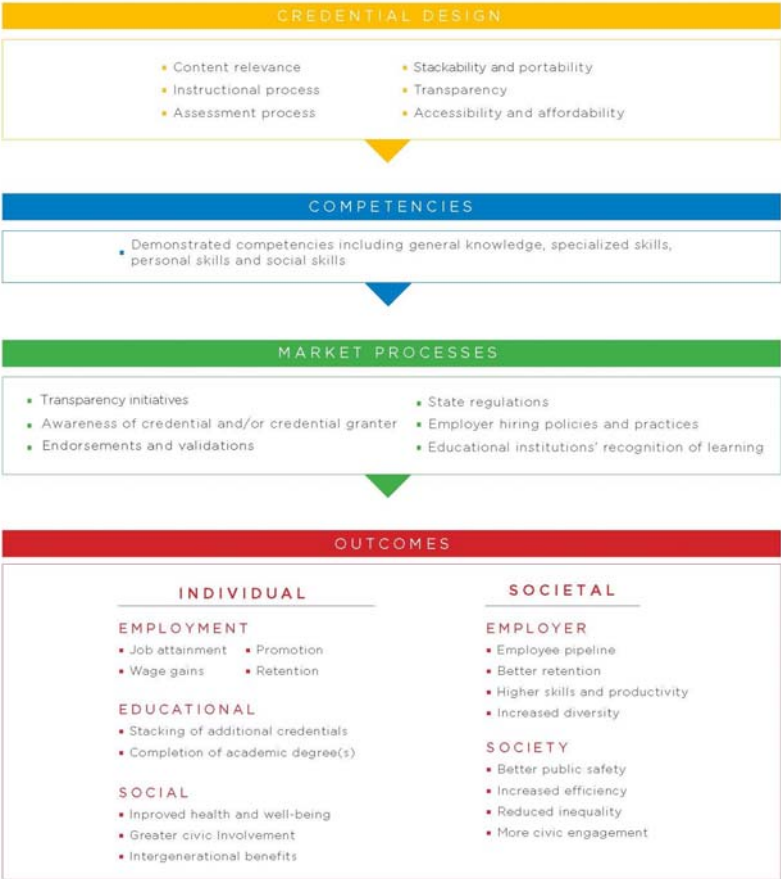 CREDENTIAL DESIGN
▪ Content relevance
▪ Instructional process
▪ Assessment process
▪ Stackability and portability
▪ Transparency
▪ Accessibility and affordability
COMPETENCIES
▪ Demonstrated competencies including general knowledge, specialized skills,
personal skills and social skills
MARKET PROCESSES
▪ Transparency initiatives
▪ Awareness of credential and/or credential granter
▪ Endorsements and validations
▪ State regulations
▪ Employer hiring policies and practices
▪ Educational institutions' recognition of learning
OUTCOMES
INDIVIDUAL
EMPLOYMENT
▪ Job attainment ▪ Promotion
▪ Wage gains ▪ Retention
EDUCATIONAL
▪ Stacking of additional credentials
▪ Completion of academic degree(s)
SOCIAL
▪ Inproved health and well-being
▪ Greater civic Involvement
▪ Intergenerational benefits
SOCIETAL
EMPLOYER
▪ Employee pipeline
▪ Better retention
▪ Higher skills and productivity
▪ Increased diversity
SOCIETY
▪ Better public safety
▪ Increased efficiency
▪ Reduced inequality
▪ More civic engagement